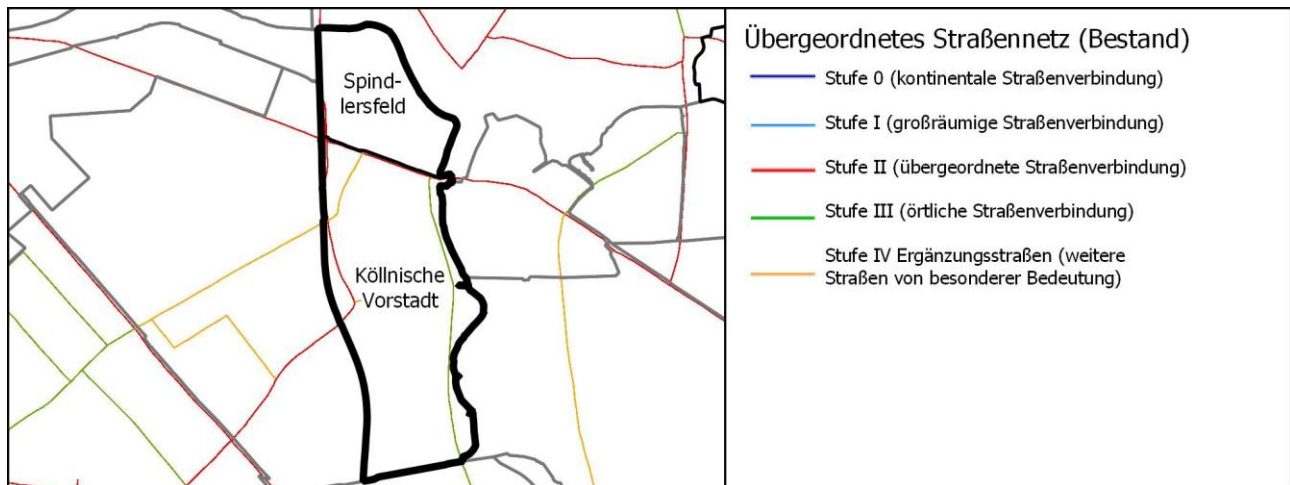 Spind-
lersfeld
Köllnische
Vorstadt
Übergeordnetes Straßennetz (Bestand)
Stufe 0 (kontinentale Straßenverbindung)
Stufe I (großräumige Straßenverbindung)
Stufe II (übergeordnete Straßenverbindung)
Stufe III (örtliche Straßenverbindung)
Stufe IV Ergänzungsstraßen (weitere
Straßen von besonderer Bedeutung)